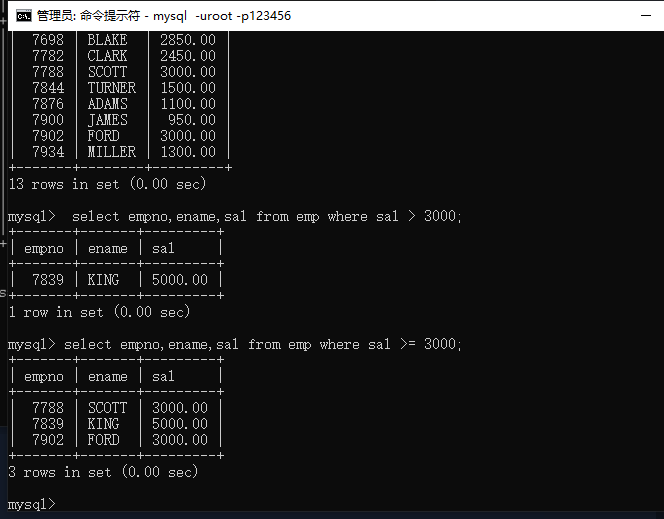 管理员: 命令提示符 - mysql  -uroot -p123456
|  7698 | BLAKE  | 2850.00 |
|  7782 | CLARK  | 2450.00 |
|  7788 | SCOTT  | 3000.00 |
|  7844 | TURNER | 1500.00 |
|  7876 | ADAMS  | 1100.00 |
|  7900 | JAMES  |  950.00 |
|  7902 | FORD   | 3000.00 |
|  7934 | MILLER | 1300.00 |
+-------+--------+---------+
13 rows in set (0.00 sec)
mysql>  select empno,ename,sal from emp where sal > 3000;
+-------+-------+---------+
| empno | ename | sal     |
+-------+-------+---------+
|  7839 | KING  | 5000.00 |
+-------+-------+---------+
1 row in set (0.00 sec)
mysql> select empno,ename,sal from emp where sal >= 3000;
+-------+-------+---------+
| empno | ename | sal     |
+-------+-------+---------+
|  7788 | SCOTT | 3000.00 |
|  7839 | KING  | 5000.00 |
|  7902 | FORD  | 3000.00 |
+-------+-------+---------+
3 rows in set (0.00 sec)
mysql>